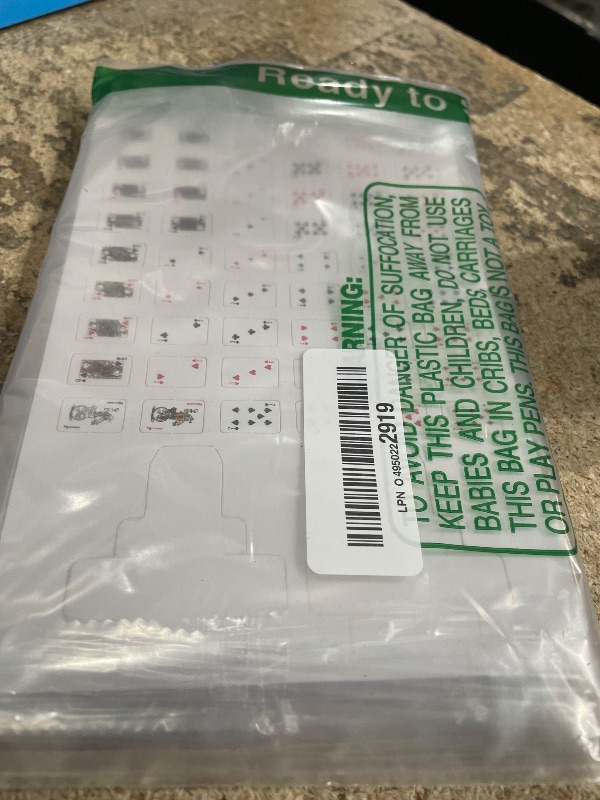 Ready to
WARNING:
TO AVOID DANGER OF SUFFOCATION,
KEEP THIS PLASTIC BAG AWAY FROM
BABIES AND CHILDREN, DO NOT USE
THIS BAG IN CRIBS, BEDS, CARRIAGES
OR PLAY PENS. THIS BAG IS NOT A TOY.
LPN O 4950222919